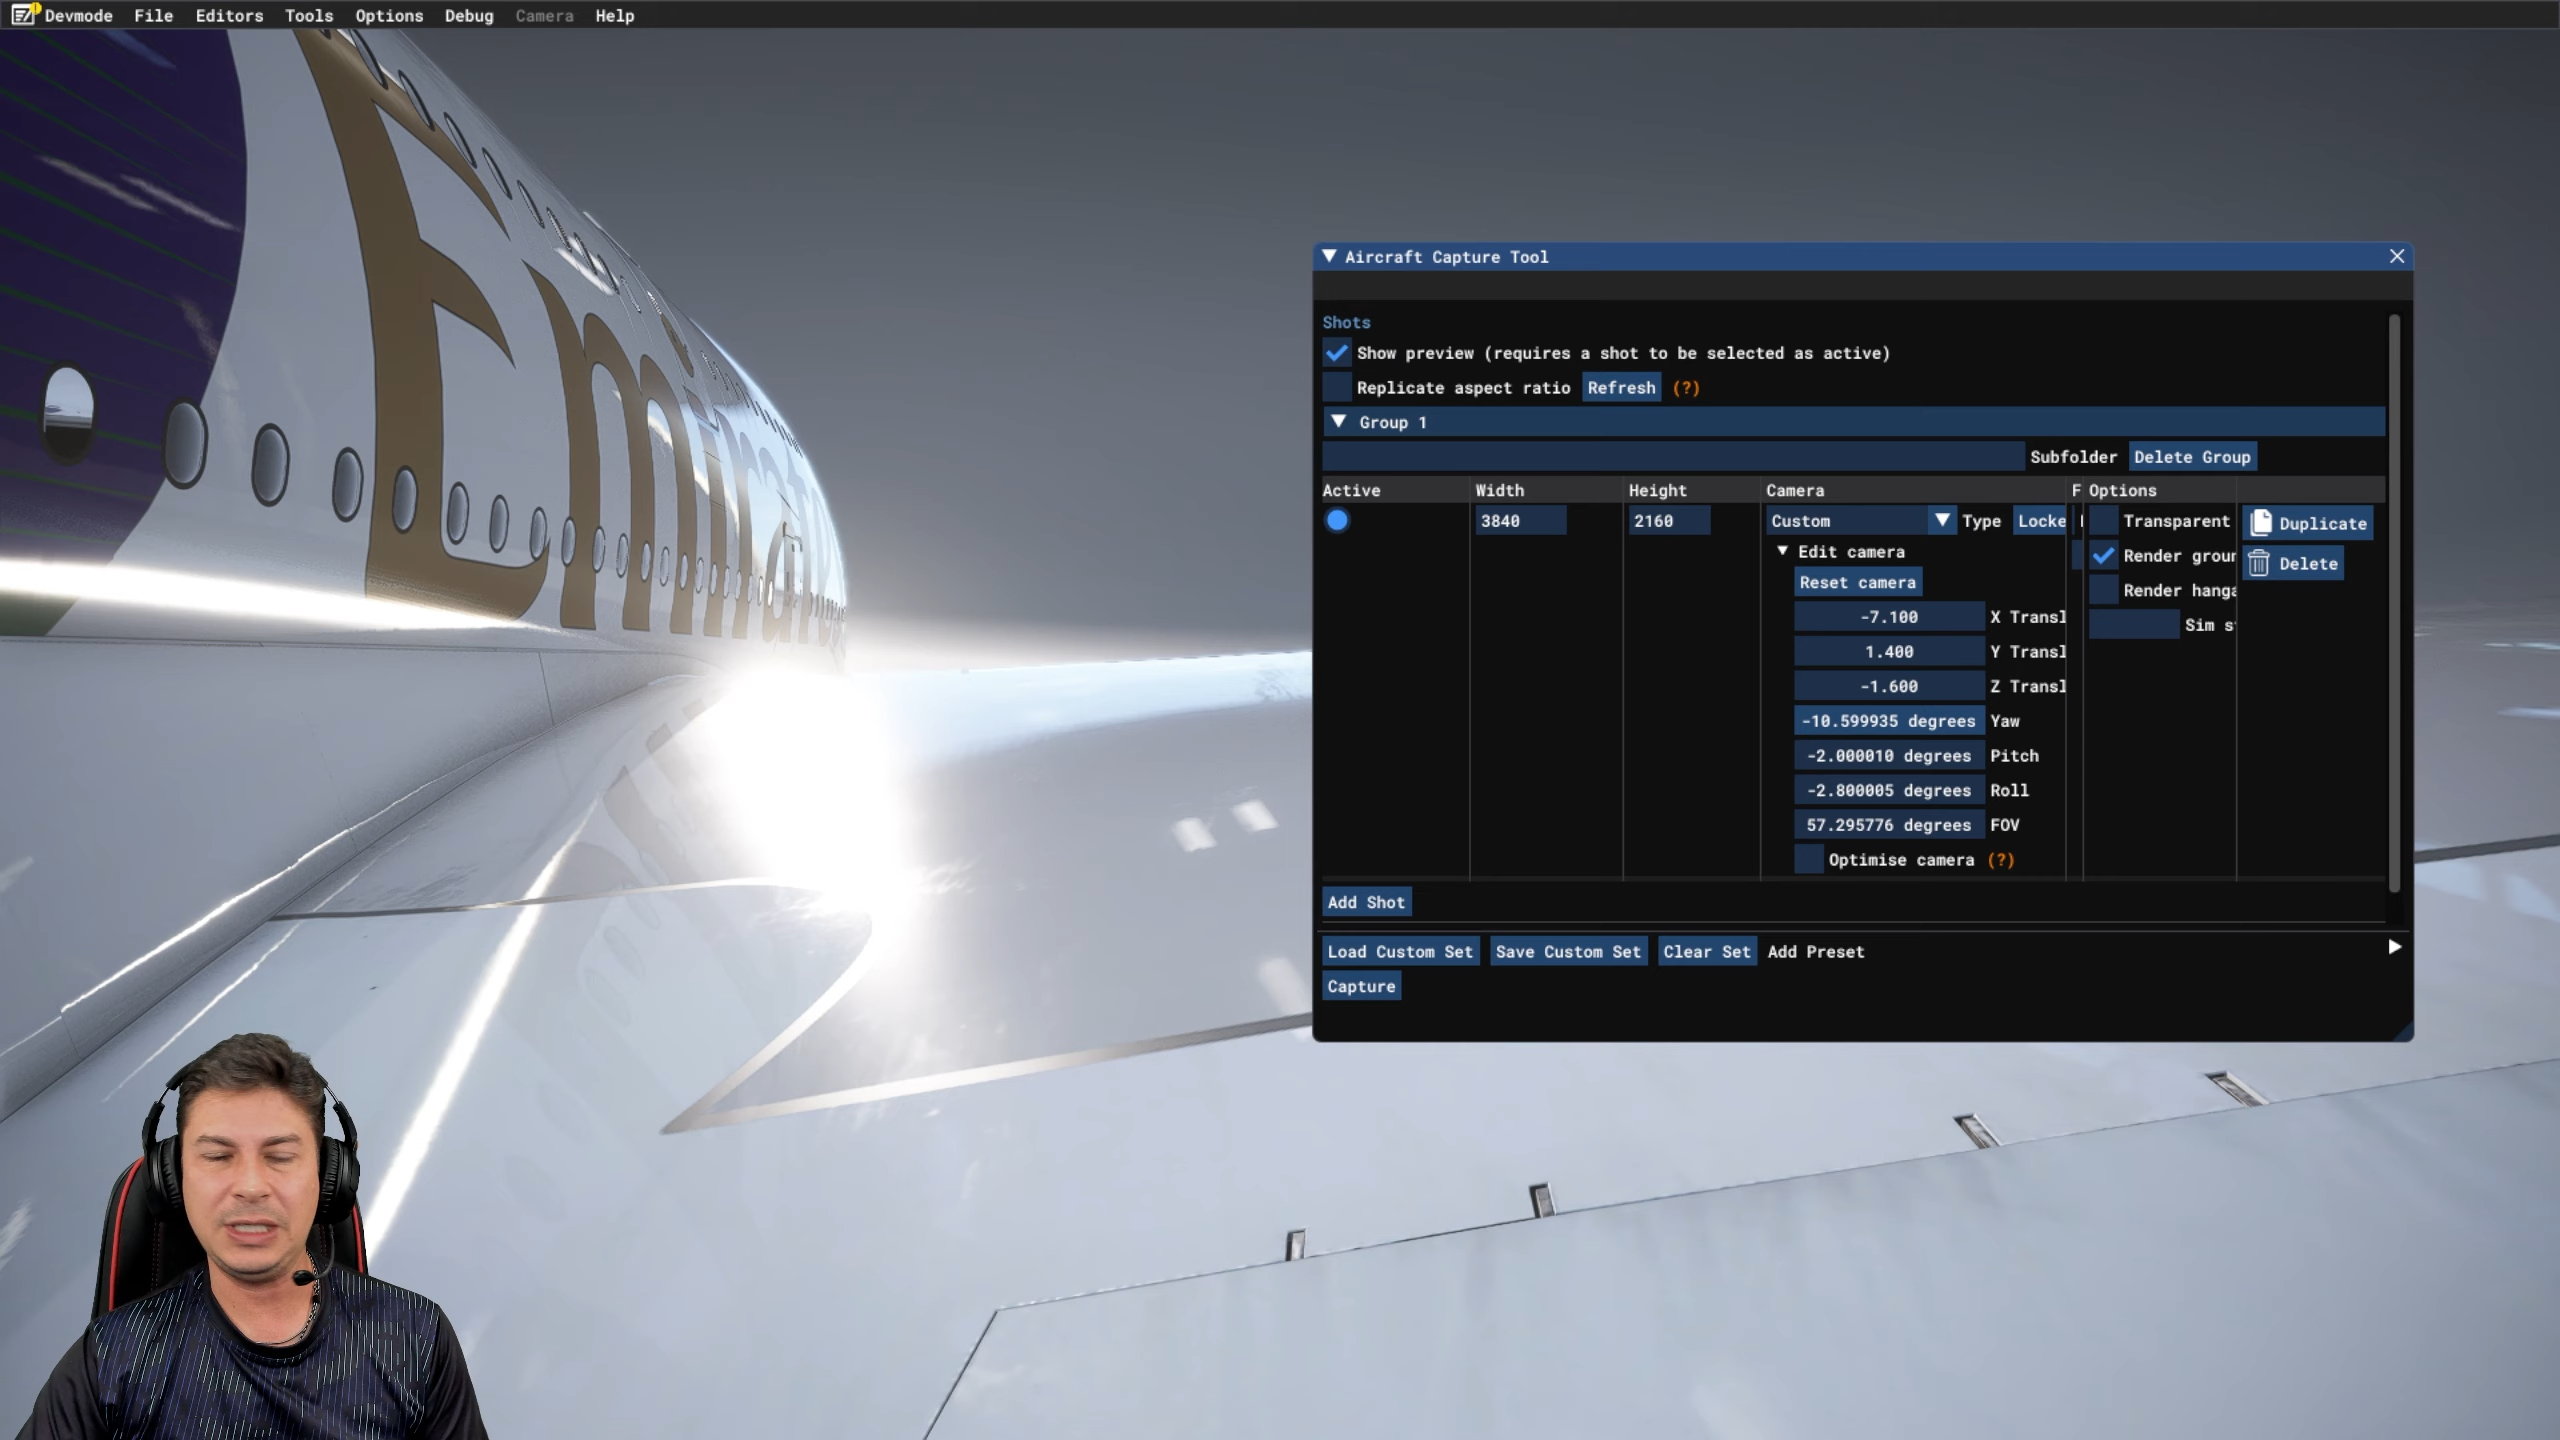 Devmode File Editors Tools Options Debug Camera Help
Emirates
Aircraft Capture Tool
Shots
Show preview (requires a shot to be selected as active)
Replicate aspect ratio Refresh (?)
Group 1
Subfolder Delete Group
Active Width Height Camera F Options
3840 2160 Custom Type Locke Transparent Duplicate
Edit camera Render groun Delete
Reset camera Render hanga
-7.100 X Transl Sim s
1.400 Y Transl
-1.600 Z Transl
-10.599935 degrees Yaw
-2.000010 degrees Pitch
-2.800005 degrees Roll
57.295776 degrees FOV
Optimise camera (?)
Add Shot
Load Custom Set Save Custom Set Clear Set Add Preset
Capture